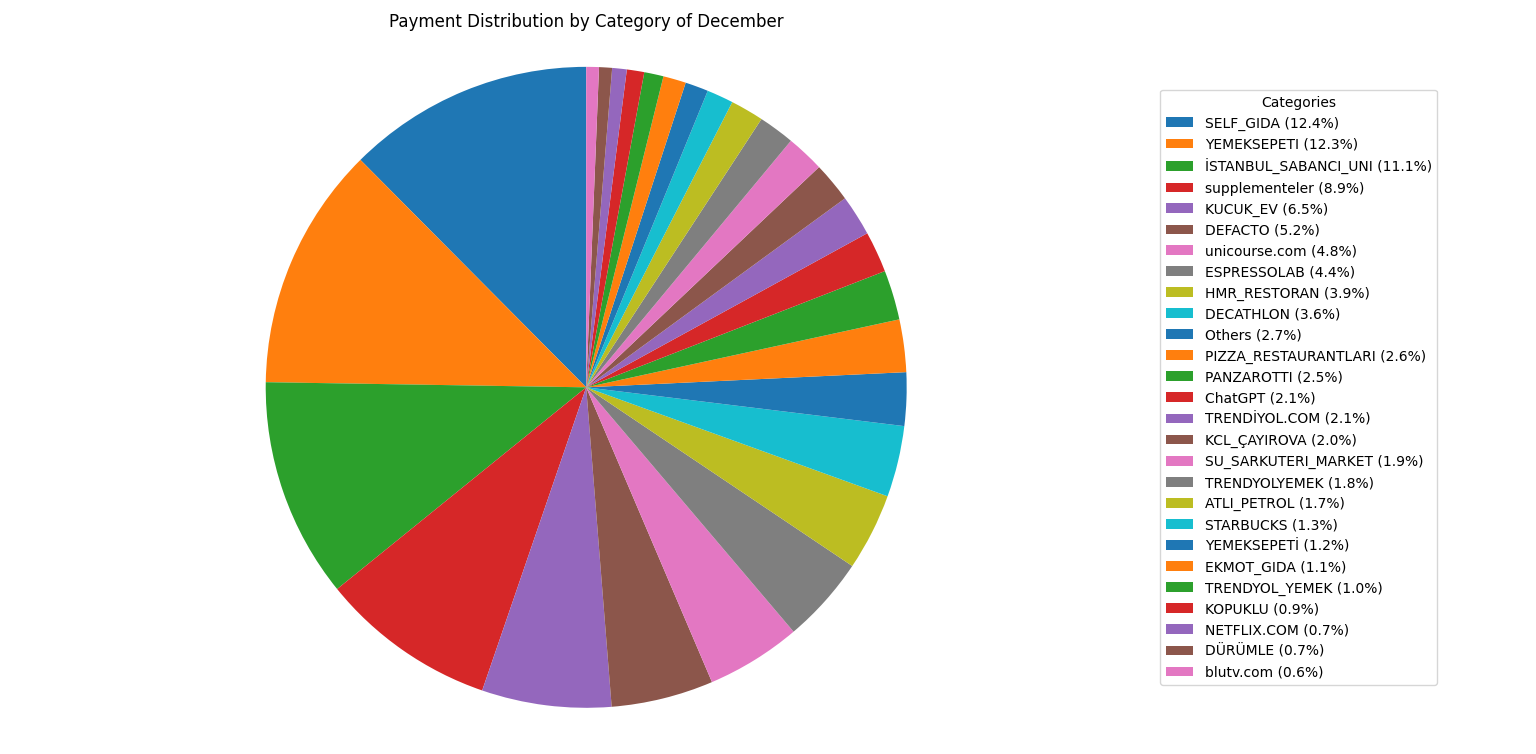 Payment Distribution by Category of December
Categories
SELF_GIDA (12.4%)
YEMEKSEPETI (12.3%)
İSTANBUL_SABANCI_UNI (11.1%)
supplementeler (8.9%)
KUCUK_EV (6.5%)
DEFACTO (5.2%)
unicourse.com (4.8%)
ESPRESSOLAB (4.4%)
HMR_RESTORAN (3.9%)
DECATHLON (3.6%)
Others (2.7%)
PIZZA_RESTAURANTLARI (2.6%)
PANZAROTTI (2.5%)
ChatGPT (2.1%)
TRENDİYOL.COM (2.1%)
KCL_ÇAYIROVA (2.0%)
SU_SARKUTERI_MARKET (1.9%)
TRENDYOLYEMEK (1.8%)
ATLI_PETROL (1.7%)
STARBUCKS (1.3%)
YEMEKSEPETİ (1.2%)
EKMOT_GIDA (1.1%)
TRENDYOL_YEMEK (1.0%)
KOPUKLU (0.9%)
NETFLIX.COM (0.7%)
DÜRÜMLE (0.7%)
blutv.com (0.6%)